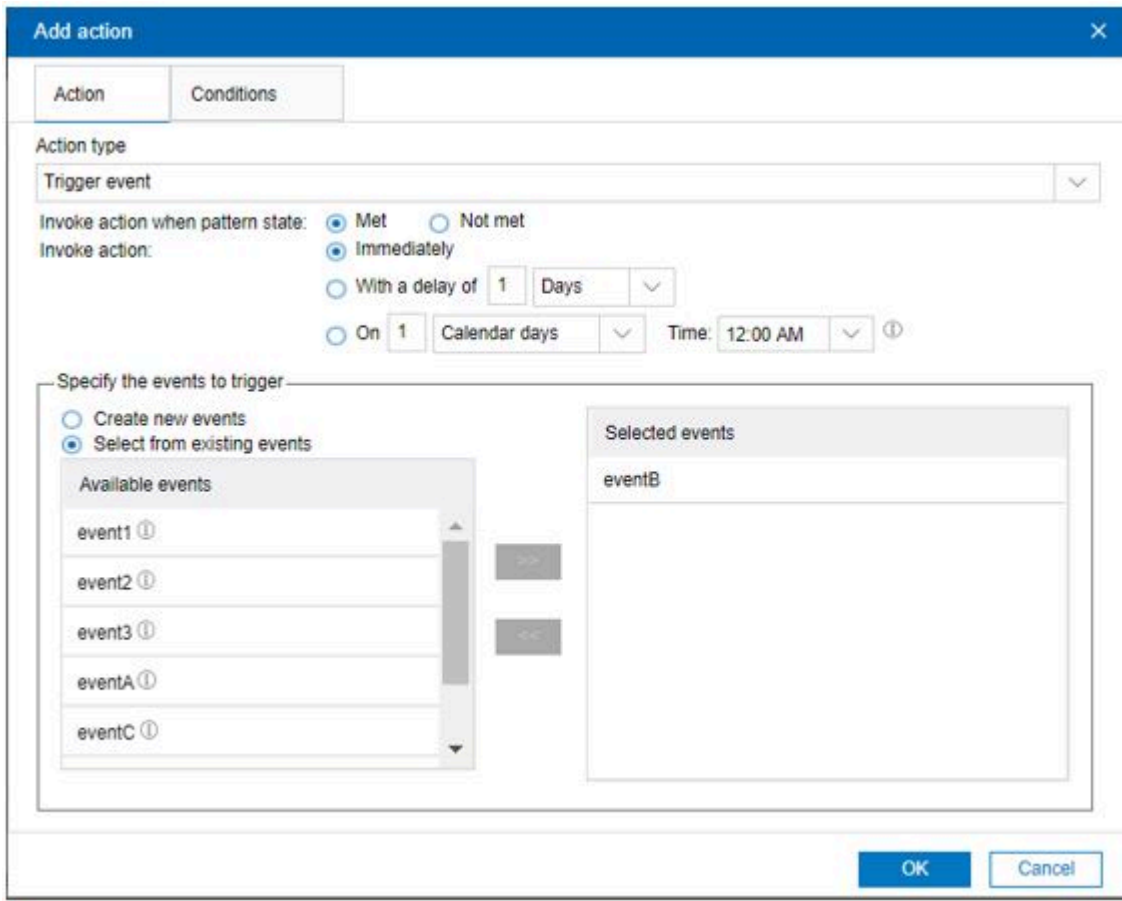 Add action
Action Conditions
Action type
Trigger event
Invoke action when pattern state: Met Not met
Invoke action: Immediately
With a delay of 1 Days
On 1 Calendar days Time: 12:00 AM
Specify the events to trigger
Create new events
Select from existing events
Selected events
Available events
eventB
event1
event2
>>
event3
<<
eventA
eventC
OK Cancel